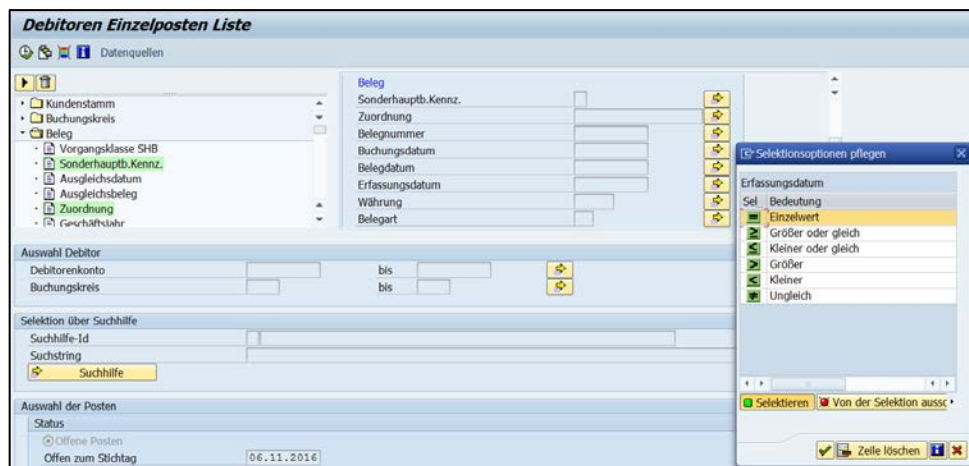 Debitoren Einzelposten Liste
Datenquellen
Kundenstamm
Buchungskreis
Beleg
Vorgangsklasse SHB
Sonderhauptb.Kennz.
Ausgleichsdatum
Ausgleichsbeleg
Zuordnung
Geschäftsjahr
Beleg
Sonderhauptb.Kennz.
Zuordnung
Belegnummer
Buchungsdatum
Belegdatum
Erfassungsdatum
Währung
Belegart
Auswahl Debitor
Debitorenkonto bis
Buchungskreis bis
Selektion über Suchhilfe
Suchhilfe-Id
Suchstring
Suchhilfe
Auswahl der Posten
Status
Offene Posten
Offen zum Stichtag 06.11.2016
Selektionsoptionen pflegen
Erfassungsdatum
Sel Bedeutung
= Einzelwert
≥ Größer oder gleich
≤ Kleiner oder gleich
> Größer
< Kleiner
≠ Ungleich
Selektieren Von der Selektion aussc
Zeile löschen